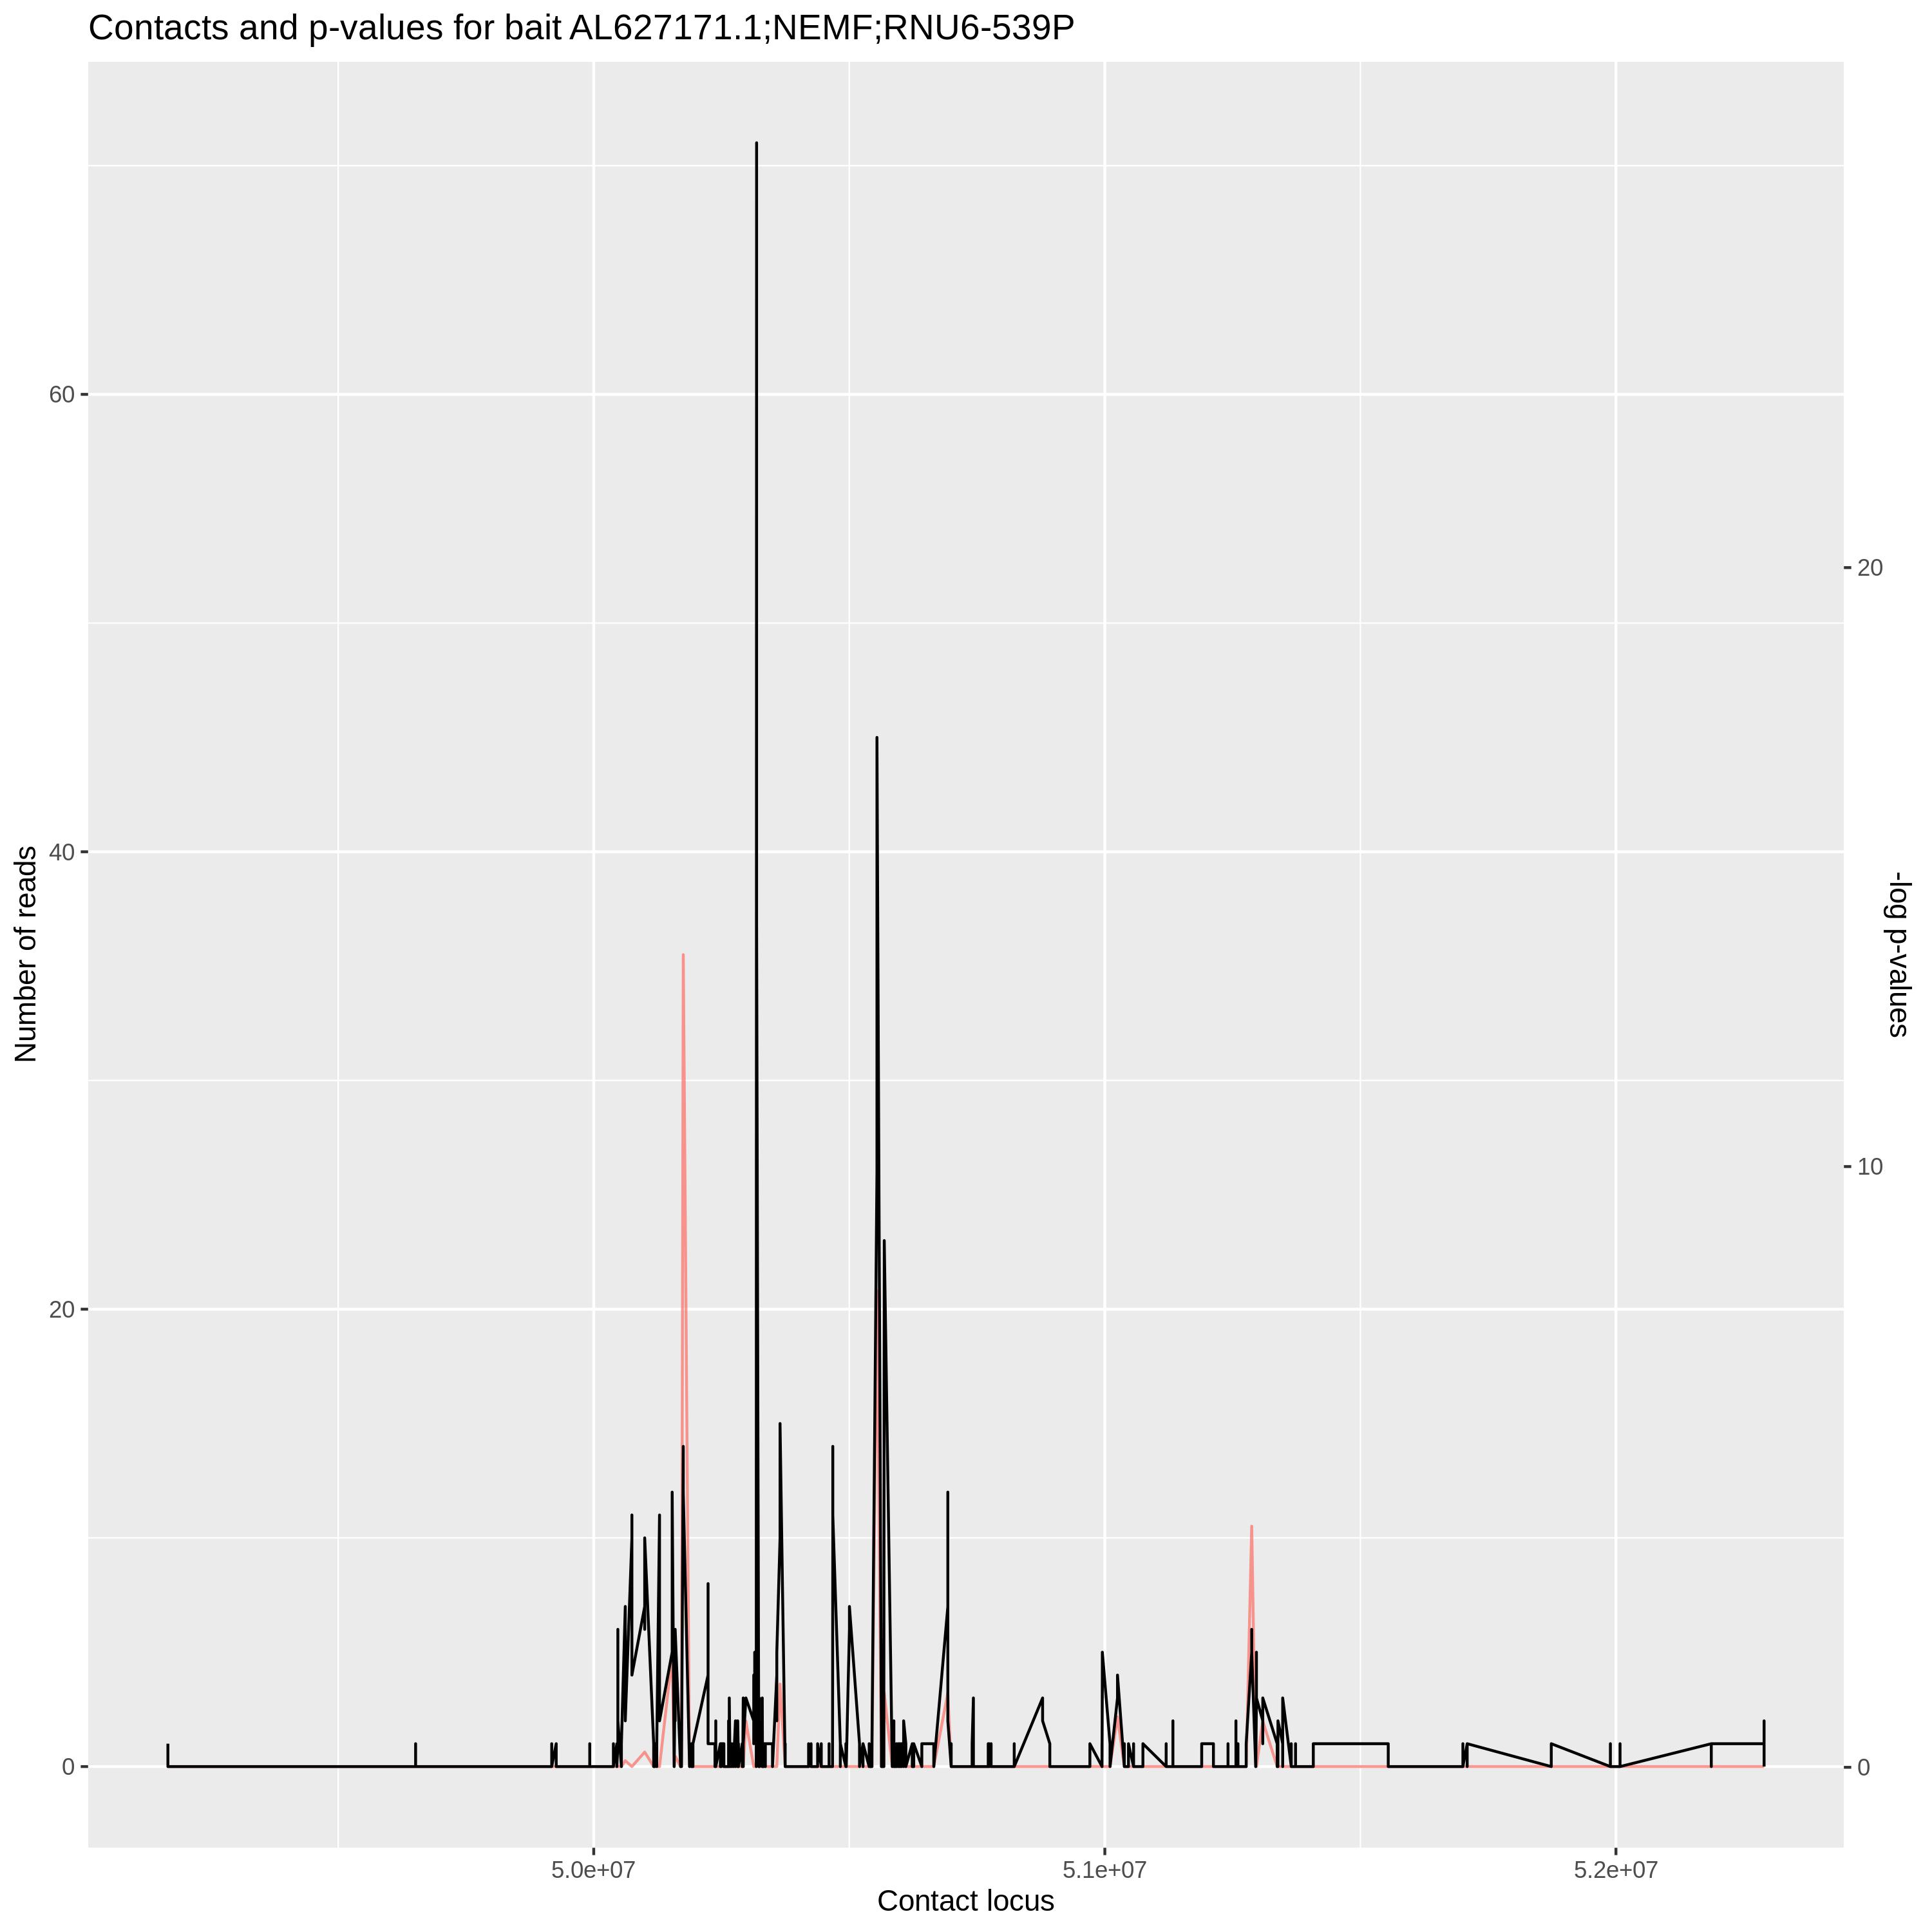 Contacts and p-values for bait AL627171.1;NEMF;RNU6-539P
60
40
20
0
Number of reads
20
10
0
-log p-values
5.0e+07
5.1e+07
5.2e+07
Contact locus